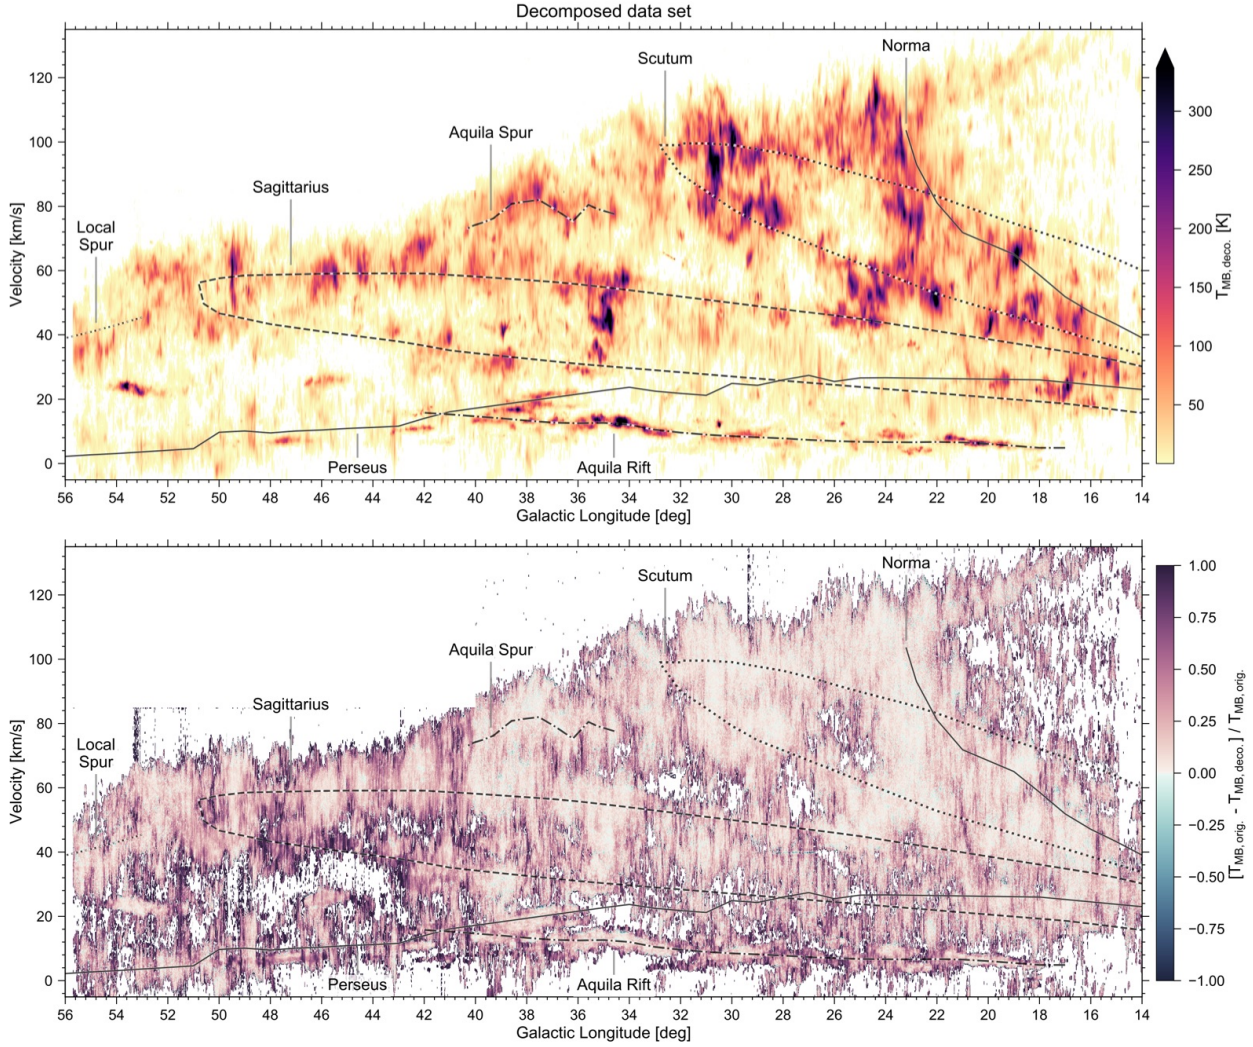 Decomposed data set
Norma
Scutum
Aquila Spur
Sagittarius
Local
Spur
Perseus
Aquila Rift
Velocity [km/s]
120
100
80
60
40
20
0
56 54 52 50 48 46 44 42 40 38 36 34 32 30 28 26 24 22 20 18 16 14
Galactic Longitude [deg]
300
250
200
150
100
50
T_MB, deco. [K]
Norma
Scutum
Aquila Spur
Sagittarius
Local
Spur
Perseus
Aquila Rift
Velocity [km/s]
120
100
80
60
40
20
0
56 54 52 50 48 46 44 42 40 38 36 34 32 30 28 26 24 22 20 18 16 14
Galactic Longitude [deg]
1.00
0.75
0.50
0.25
0.00
−0.25
−0.50
−0.75
−1.00
[T_MB, orig. - T_MB, deco.] / T_MB, orig.